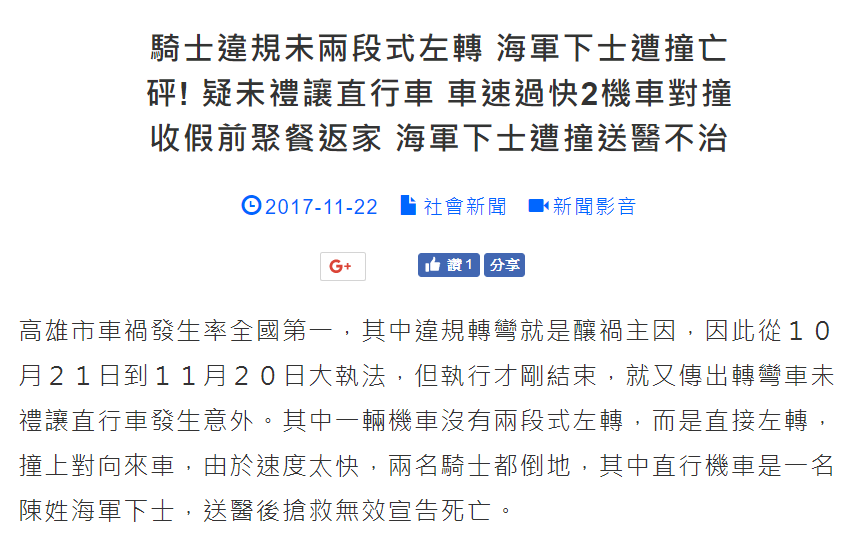 騎士違規未兩段式左轉 海軍下士遭撞亡
砰! 疑未禮讓直行車 車速過快2機車對撞
收假前聚餐返家 海軍下士遭撞送醫不治
2017-11-22 社會新聞 新聞影音
G+ 讚 1 分享
高雄市車禍發生率全國第一，其中違規轉彎就是釀禍主因，因此從１０
月２１日到１１月２０日大執法，但執行才剛結束，就又傳出轉彎車未
禮讓直行車發生意外。其中一輛機車沒有兩段式左轉，而是直接左轉，
撞上對向來車，由於速度太快，兩名騎士都倒地，其中直行機車是一名
陳姓海軍下士，送醫後搶救無效宣告死亡。